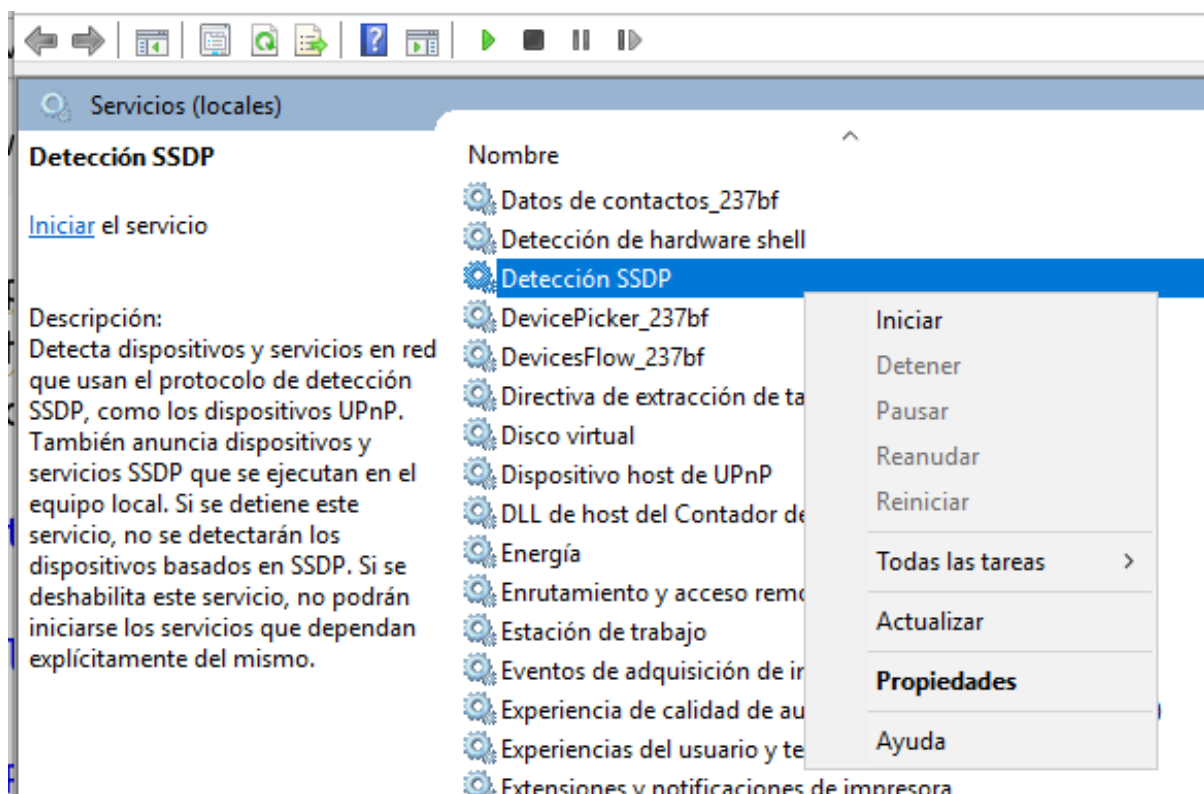 Servicios (locales)
Detección SSDP
Iniciar el servicio
Descripción:
Detecta dispositivos y servicios en red
que usan el protocolo de detección
SSDP, como los dispositivos UPnP.
También anuncia dispositivos y
servicios SSDP que se ejecutan en el
equipo local. Si se detiene este
servicio, no se detectarán los
dispositivos basados en SSDP. Si se
deshabilita este servicio, no podrán
iniciarse los servicios que dependan
explícitamente del mismo.
Nombre
Datos de contactos_237bf
Detección de hardware shell
Detección SSDP
DevicePicker_237bf
DevicesFlow_237bf
Directiva de extracción de ta
Disco virtual
Dispositivo host de UPnP
DLL de host del Contador de
Energía
Enrutamiento y acceso remo
Estación de trabajo
Eventos de adquisición de
Experiencia de calidad de au
Experiencias del usuario y te
Extensiones y notificaciones de impresora
Iniciar
Detener
Pausar
Reanudar
Reiniciar
Todas las tareas
Actualizar
Propiedades
Ayuda